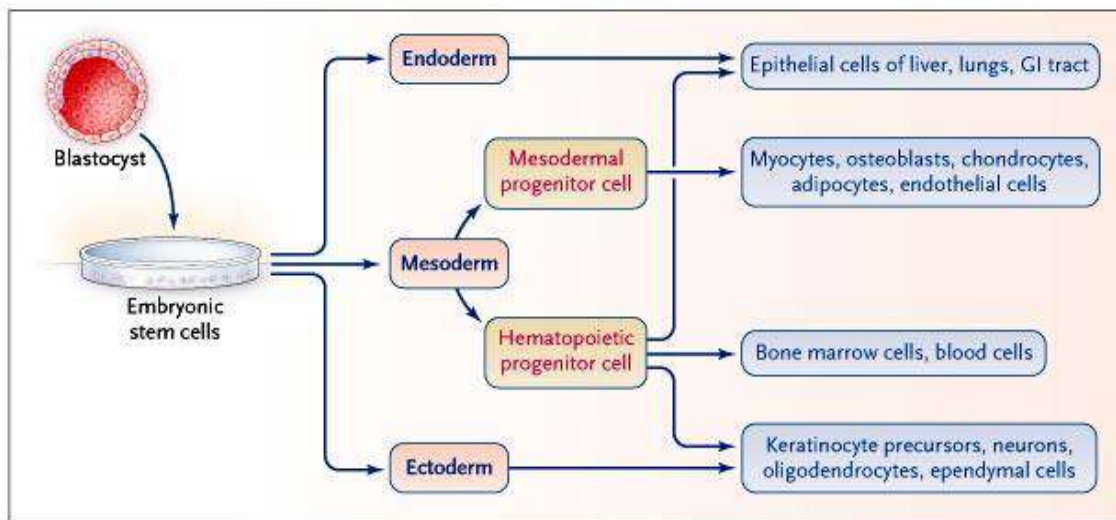 Blastocyst
Embryonic
stem cells
Endoderm
Mesodermal
progenitor cell
Mesoderm
Hematopoietic
progenitor cell
Ectoderm
Epithelial cells of liver, lungs, GI tract
Myocytes, osteoblasts, chondrocytes,
adipocytes, endothelial cells
Bone marrow cells, blood cells
Keratinocyte precursors, neurons,
oligodendrocytes, ependymal cells